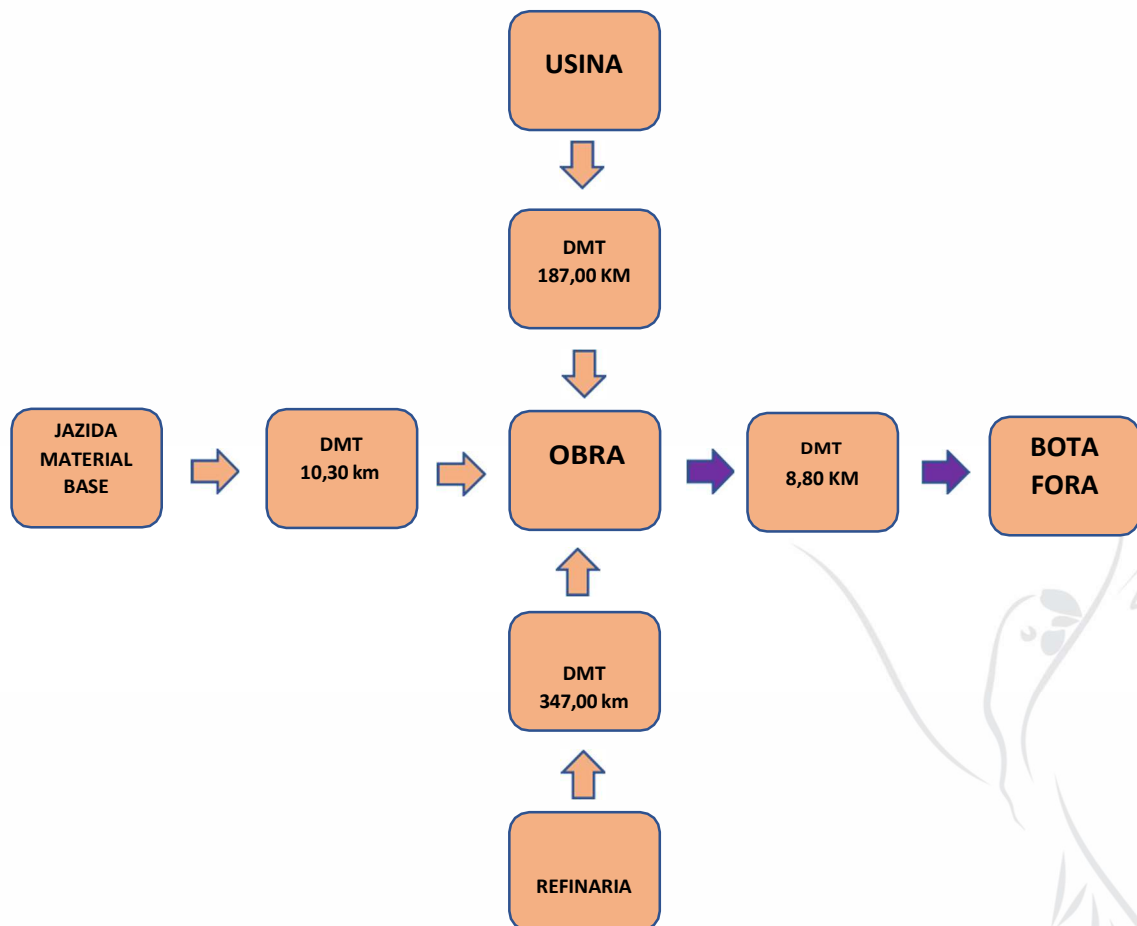 USINA
DMT
187,00 KM
JAZIDA
MATERIAL
BASE
DMT
10,30 km
OBRA
DMT
8,80 KM
BOTA
FORA
DMT
347,00 km
REFINARIA